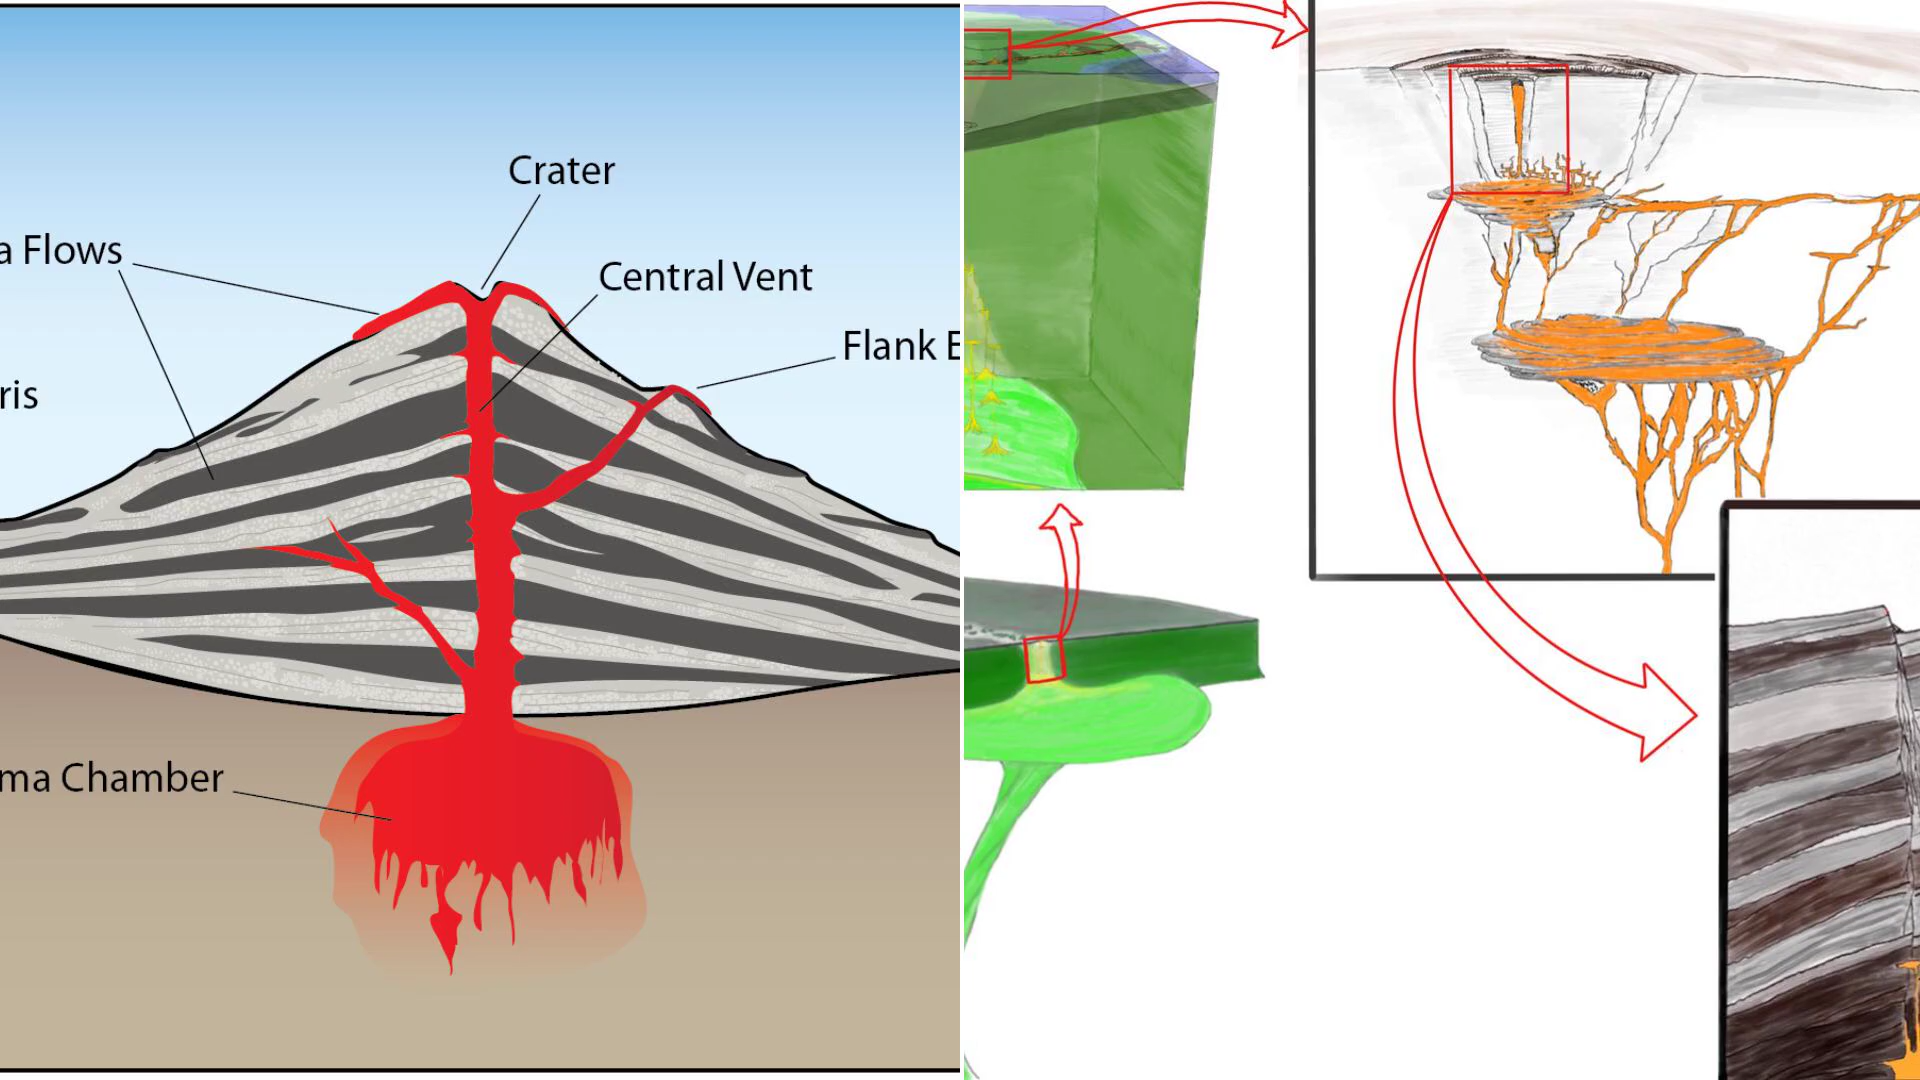 Crater
a Flows
Central Vent
Flank E
ris
ma Chamber